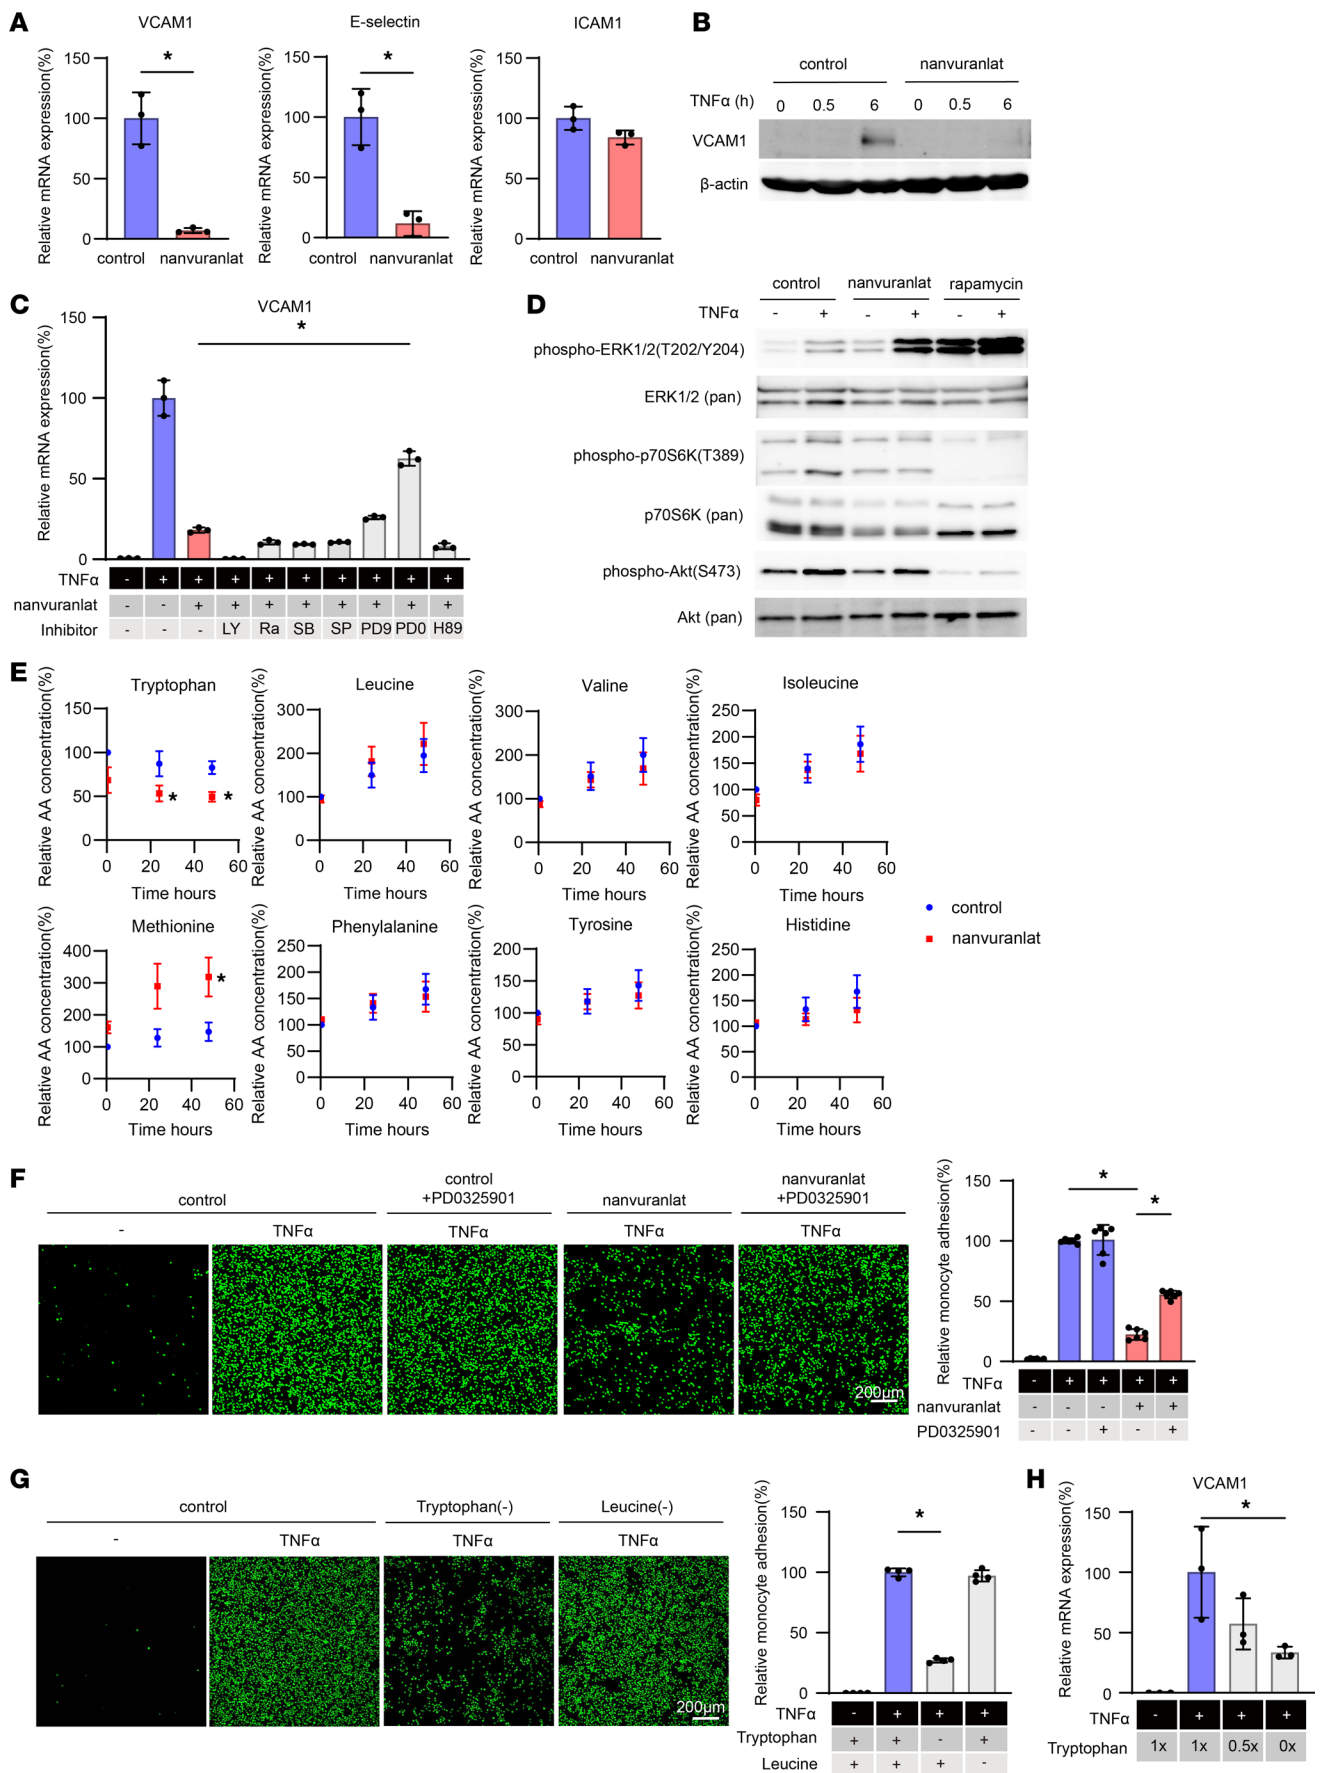 A
VCAM1
E-selectin
ICAM1
Relative mRNA expression(%)
150
100
50
0
*
control nanvuranlat
Relative mRNA expression(%)
150
100
50
0
*
control nanvuranlat
Relative mRNA expression(%)
150
100
50
0
control nanvuranlat
B
control nanvuranlat
TNFα (h) 0 0.5 6 0 0.5 6
VCAM1
β-actin
C
VCAM1
Relative mRNA expression(%)
150
100
50
0
*
TNFα - + + + + + + + + +
nanvuranlat - - + + + + + + + +
Inhibitor - - - LY Ra SB SP PD9 PD0 H89
D
control nanvuranlat rapamycin
TNFα - + - + - +
phospho-ERK1/2(T202/Y204)
ERK1/2 (pan)
phospho-p70S6K(T389)
p70S6K (pan)
phospho-Akt(S473)
Akt (pan)
E
Tryptophan
Relative AA concentration(%)
150
100
50
0
* *
0 20 40 60
Time hours
Leucine
Relative AA concentration(%)
300
200
100
0
0 20 40 60
Time hours
Valine
Relative AA concentration(%)
300
200
100
0
0 20 40 60
Time hours
Isoleucine
Relative AA concentration(%)
250
200
150
100
50
0
0 20 40 60
Time hours
Methionine
Relative AA concentration(%)
400
300
200
100
0
*
0 20 40 60
Time hours
Phenylalanine
Relative AA concentration(%)
250
200
150
100
50
0
0 20 40 60
Time hours
Tyrosine
Relative AA concentration(%)
200
150
100
50
0
0 20 40 60
Time hours
Histidine
Relative AA concentration(%)
250
200
150
100
50
0
0 20 40 60
Time hours
control
nanvuranlat
F
control
control
+PD0325901
nanvuranlat
nanvuranlat
+PD0325901
- TNFα TNFα TNFα TNFα
200μm
Relative monocyte adhesion(%)
150
100
50
0
*
*
TNFα - + + + +
nanvuranlat - - - + +
PD0325901 - - + - +
G
control Tryptophan(-) Leucine(-)
- TNFα TNFα TNFα
200μm
Relative monocyte adhesion(%)
150
100
50
0
*
TNFα - + + +
Tryptophan + + - +
Leucine + + + -
H
VCAM1
Relative mRNA expression(%)
150
100
50
0
*
TNFα - + + +
Tryptophan 1x 1x 0.5x 0x